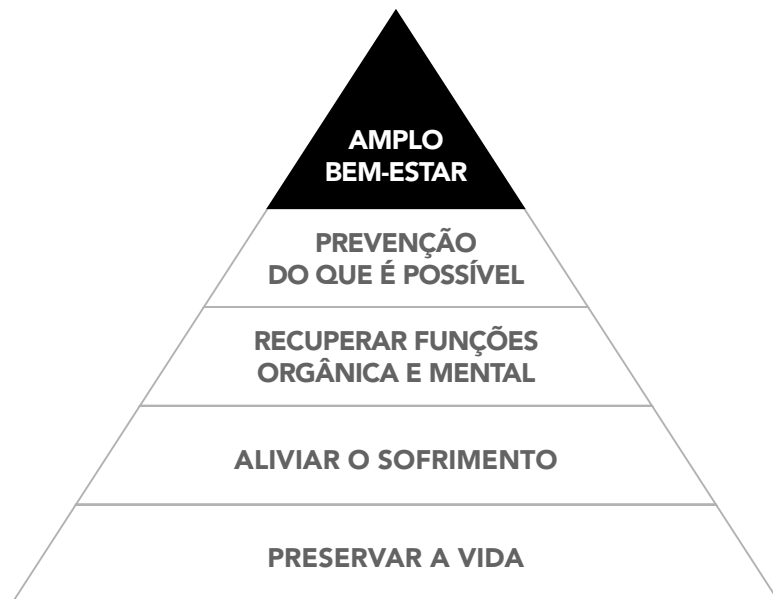 AMPLO
BEM-ESTAR
PREVENÇÃO
DO QUE É POSSÍVEL
RECUPERAR FUNÇÕES
ORGÂNICA E MENTAL
ALIVIAR O SOFRIMENTO
PRESERVAR A VIDA